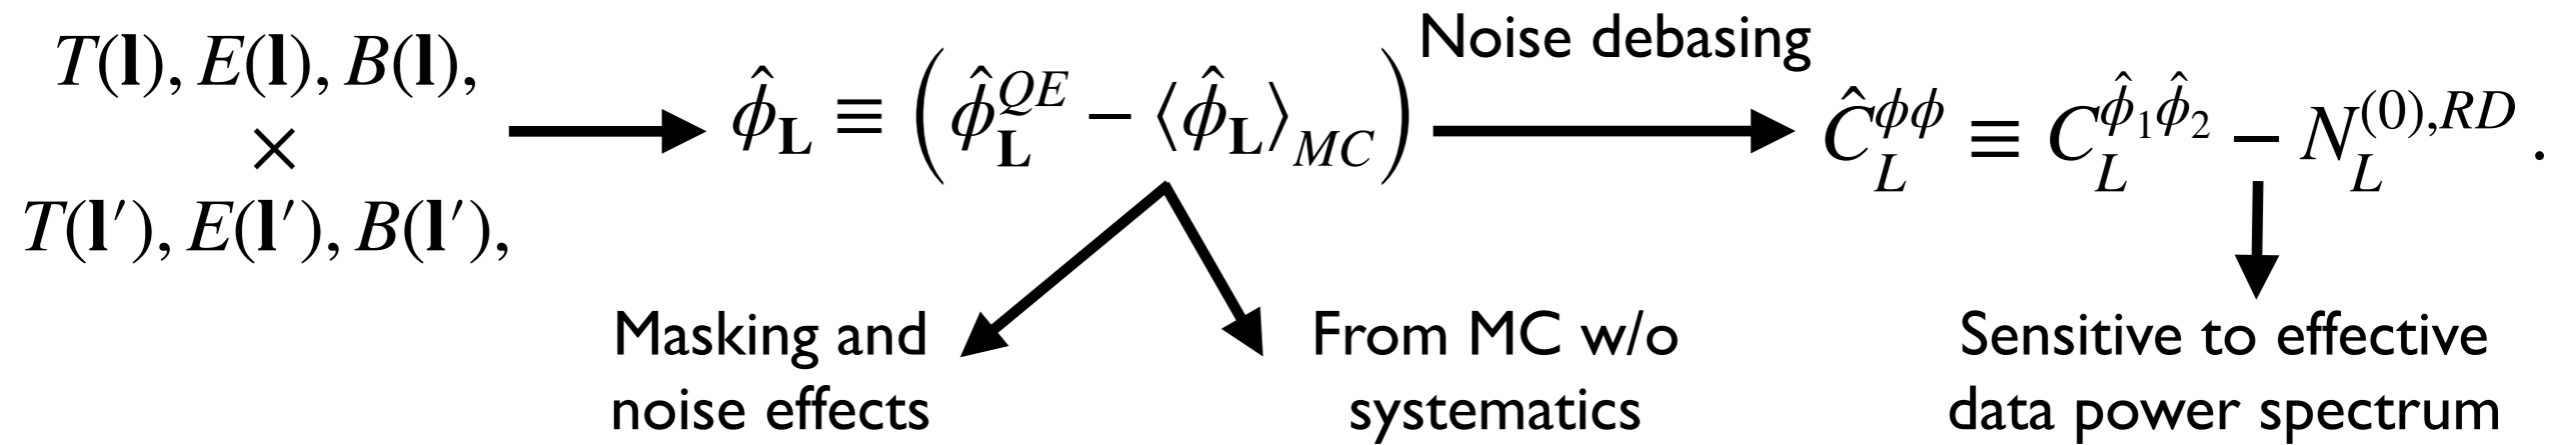 T(𝐥), E(𝐥), B(𝐥),
×
T(𝐥′), E(𝐥′), B(𝐥′),
ϕ̂_𝐋 ≡ (ϕ̂_𝐋^{QE} − ⟨ϕ̂_𝐋⟩_{MC})
Noise debasing
Ĉ_L^{ϕϕ} ≡ C_L^{ϕ̂₁ϕ̂₂} − N_L^{(0),RD} .
Masking and
noise effects
From MC w/o
systematics
Sensitive to effective
data power spectrum